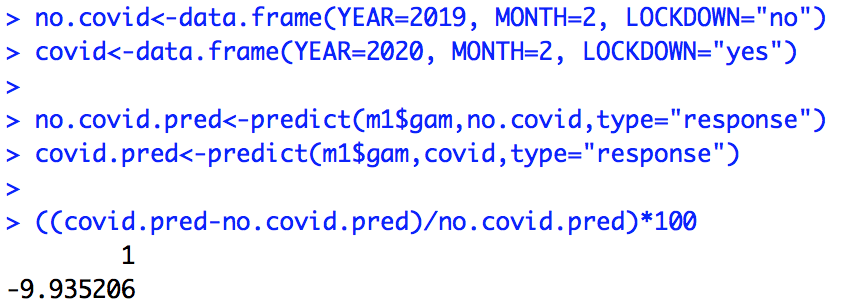 > no.covid<-data.frame(YEAR=2019, MONTH=2, LOCKDOWN="no")
> covid<-data.frame(YEAR=2020, MONTH=2, LOCKDOWN="yes")
>
> no.covid.pred<-predict(m1$gam,no.covid,type="response")
> covid.pred<-predict(m1$gam,covid,type="response")
>
> ((covid.pred-no.covid.pred)/no.covid.pred)*100
1
-9.935206